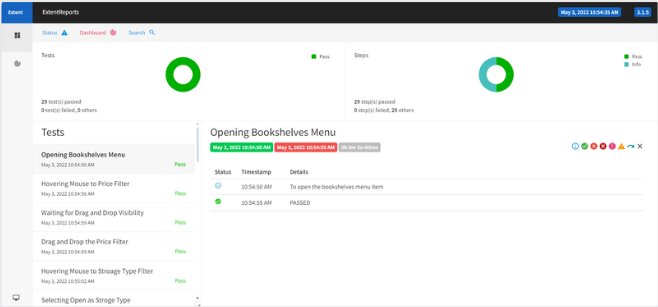 Extent
ExtentReports
May 3, 2022 10:54:35 AM
3.1.5
Status
Dashboard
Search
Tests
Pass
29 test(s) passed
0 test(s) failed, 0 others
Steps
Pass
Info
29 step(s) passed
0 step(s) failed, 29 others
Tests
Opening Bookshelves Menu
May 3, 2022 10:54:50 AM
Pass
Hovering Mouse to Price Filter
May 3, 2022 10:54:56 AM
Pass
Waiting for Drag and Drop Visibility
May 3, 2022 10:54:59 AM
Pass
Drag and Drop the Price Filter
May 3, 2022 10:54:59 AM
Pass
Hovering Mouse to Stroage Type Filter
May 3, 2022 10:55:02 AM
Pass
Selecting Open as Stroge Type
Opening Bookshelves Menu
May 3, 2022 10:54:50 AM
May 3, 2022 10:54:55 AM
Status
Timestamp
Details
10:54:50 AM
To open the bookshelves menu item
10:54:55 AM
PASSED